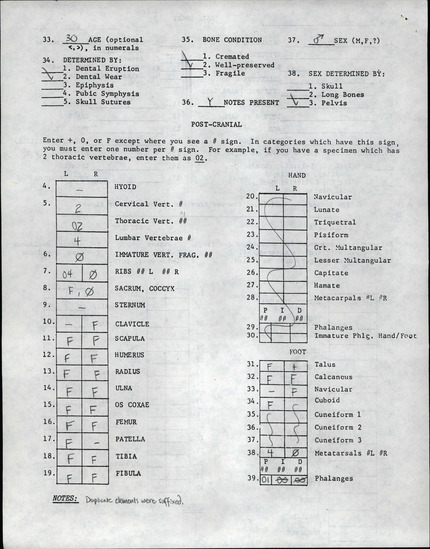 33. 30 AGE (optional
<,>), in numerals
34. DETERMINED BY:
1. Dental Eruption
2. Dental Wear
3. Epiphysis
4. Pubic Symphysis
5. Skull Sutures
35. BONE CONDITION
1. Cremated
2. Well-preserved
3. Fragile
36. Y NOTES PRESENT
37. ♂ SEX (M,F,?)
38. SEX DETERMINED BY:
1. Skull
2. Long Bones
3. Pelvis
POST-CRANIAL
Enter +, 0, or F except where you see a # sign. In categories which have this sign,
you must enter one number per # sign. For example, if you have a specimen which has
2 thoracic vertebrae, enter them as 02.
L R
4. - HYOID
5. 2 Cervical Vert. #
02 Thoracic Vert. ##
4 Lumbar Vertebrae #
6. Ø IMMATURE VERT. FRAG. ##
7. 04 Ø RIBS ## L ## R
8. F, Ø SACRUM, COCCYX
9. - STERNUM
10. - F CLAVICLE
11. F F SCAPULA
12. F F HUMERUS
13. F F RADIUS
14. F F ULNA
15. F F OS COXAE
16. F F FEMUR
17. F - PATELLA
18. F F TIBIA
19. F F FIBULA
HAND
L R
20. Navicular
21. Lunate
22. Triquetral
23. Pisiform
24. Grt. Multangular
25. Lesser Multangular
26. Capitate
27. Hamate
28. Metacarpals #L #R
P I D
## ## ##
29. Phalanges
30. Immature Phlg. Hand/Foot
FOOT
31. F + Talus
32. F F Calcaneus
33. - F Navicular
34. F Cuboid
35. Cuneiform 1
36. Cuneiform 2
37. Cuneiform 3
38. 4 Ø Metatarsals #L #R
P I D
## ## ##
39. 01 Phalanges
NOTES: Duplicate elements were suffixed.